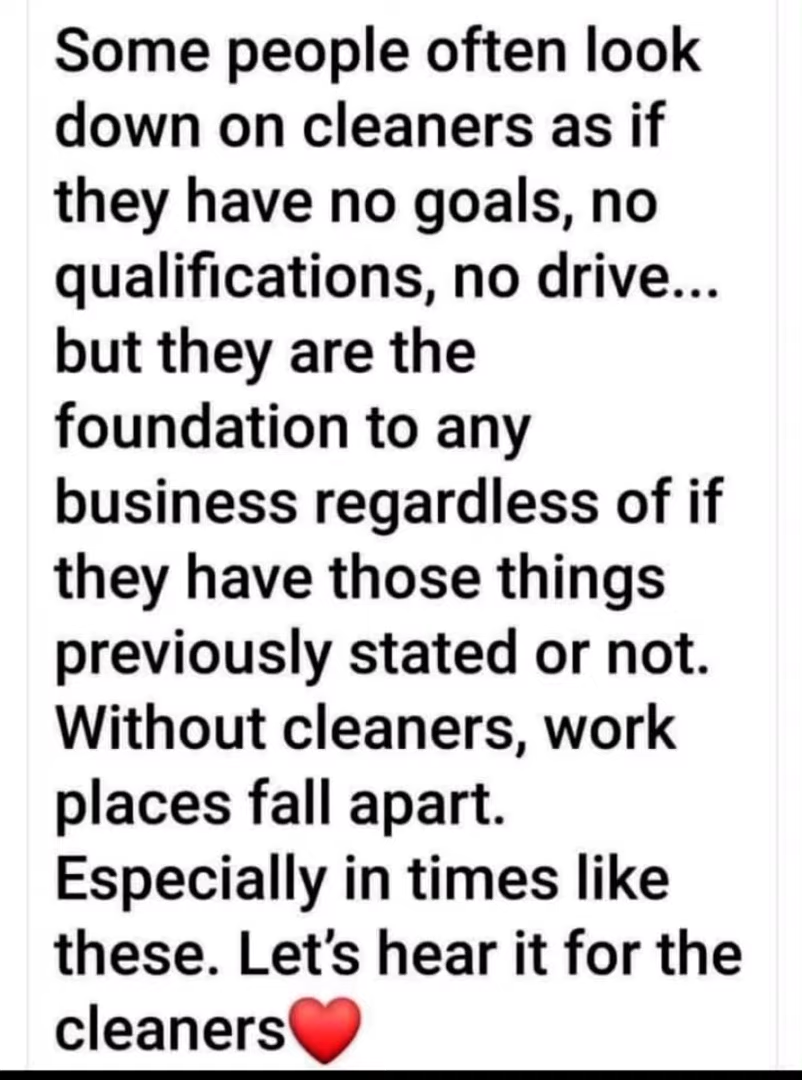 Some people often look
down on cleaners as if
they have no goals, no
qualifications, no drive...
but they are the
foundation to any
business regardless of if
they have those things
previously stated or not.
Without cleaners, work
places fall apart.
Especially in times like
these. Let's hear it for the
cleaners❤️